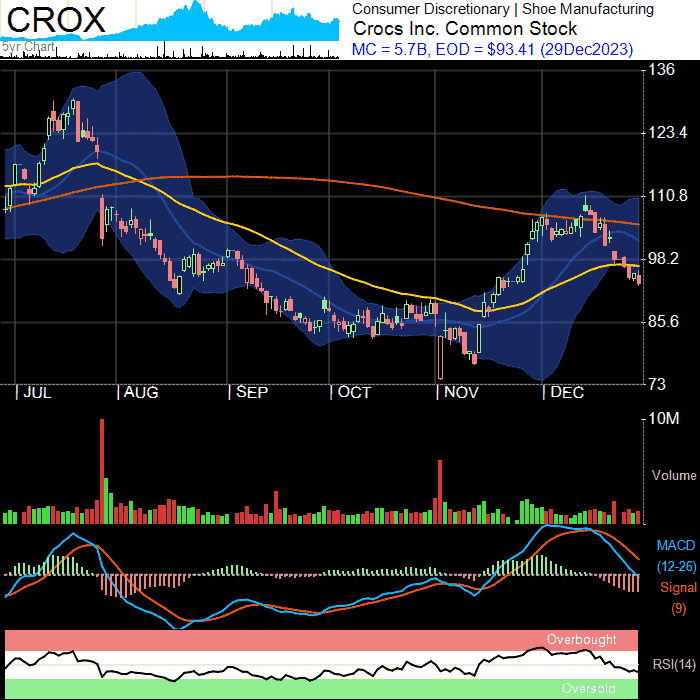 CROX
5yr Chart
Consumer Discretionary | Shoe Manufacturing
Crocs Inc. Common Stock
MC = 5.7B, EOD = $93.41 (29Dec2023)
136
123.4
110.8
98.2
85.6
73
| JUL | AUG | SEP | OCT | NOV | DEC
10M
Volume
MACD
(12-26)
Signal
(9)
Overbought
RSI(14)
Oversold